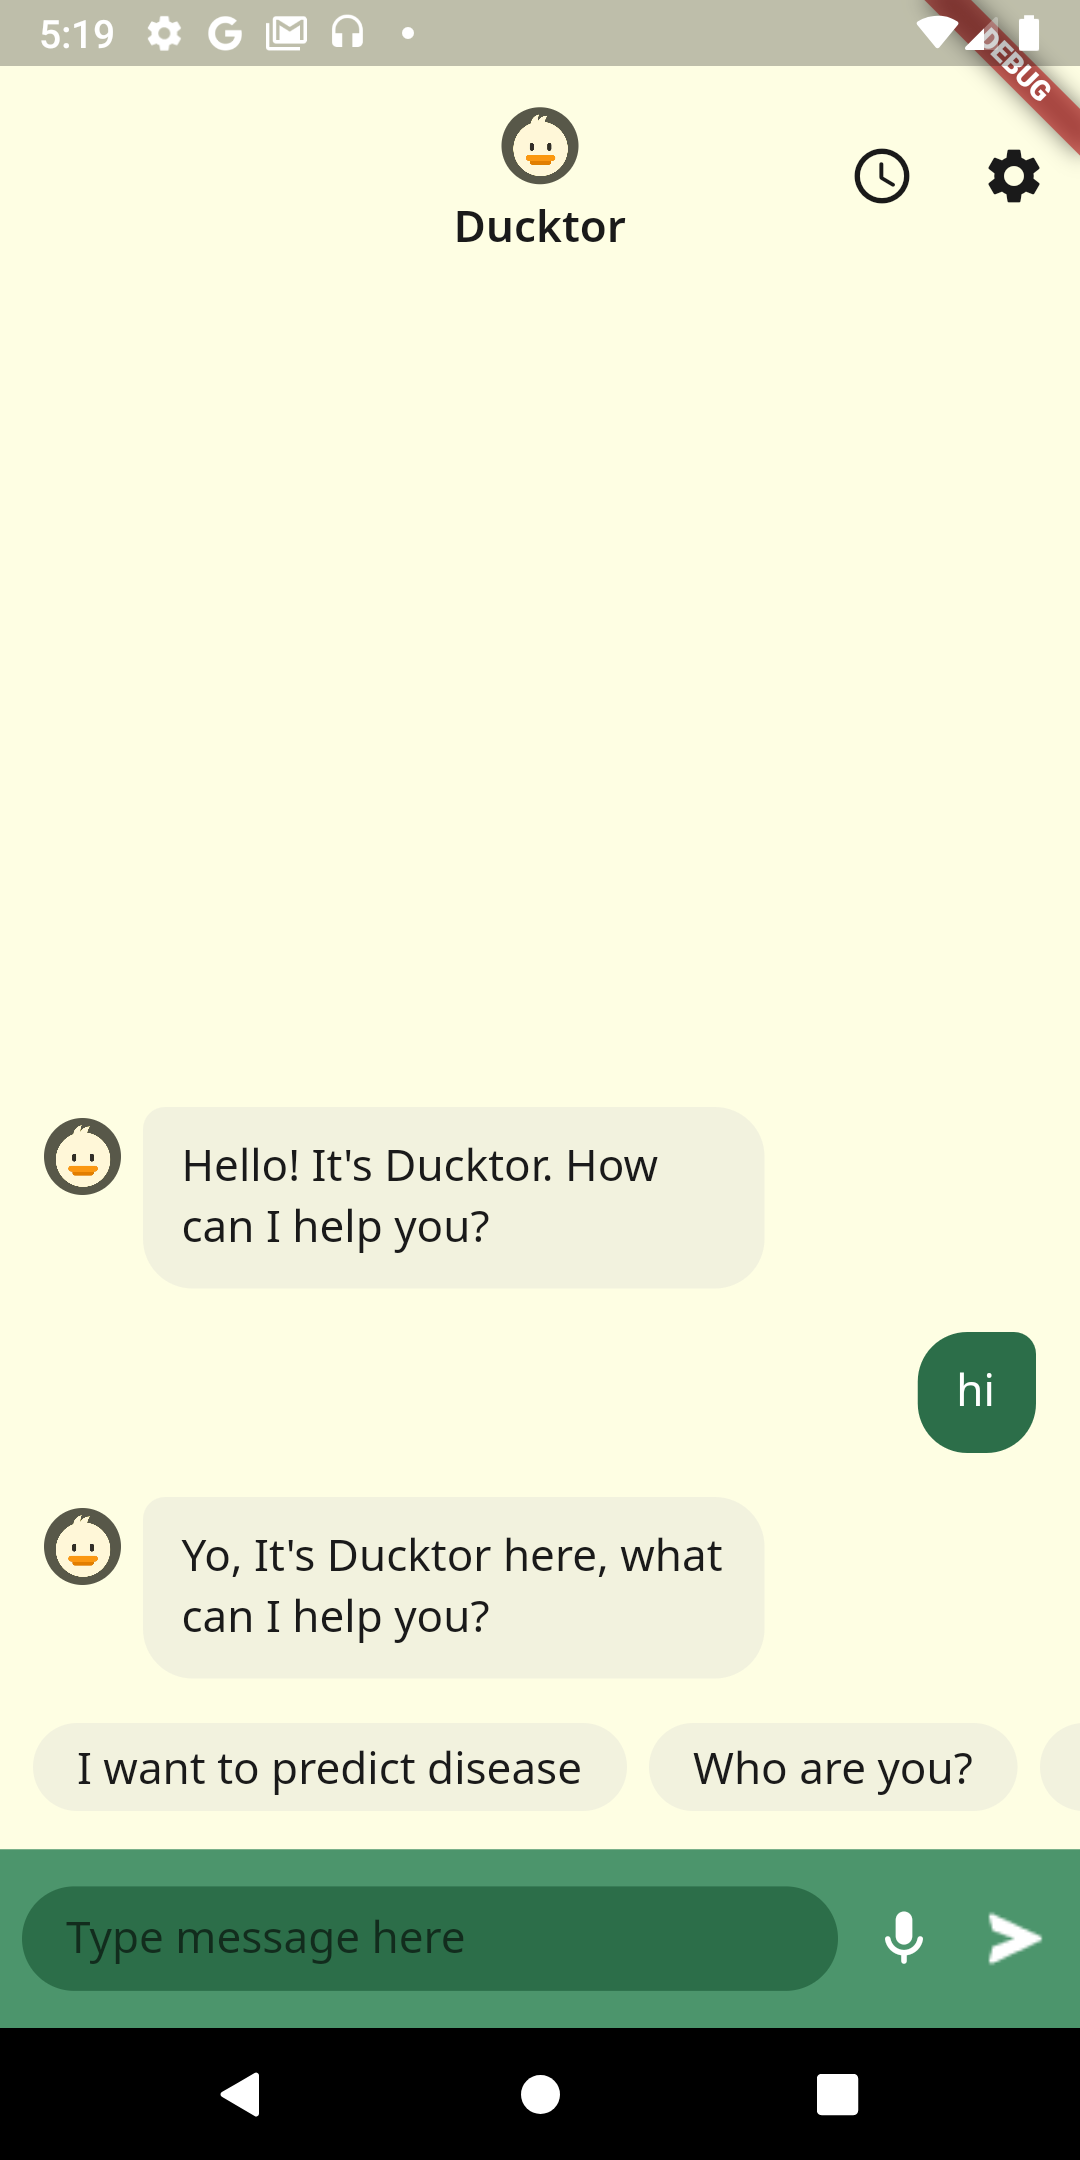 5:19
DEBUG
Ducktor
Hello! It's Ducktor. How
can I help you?
hi
Yo, It's Ducktor here, what
can I help you?
I want to predict disease
Who are you?
Type message here